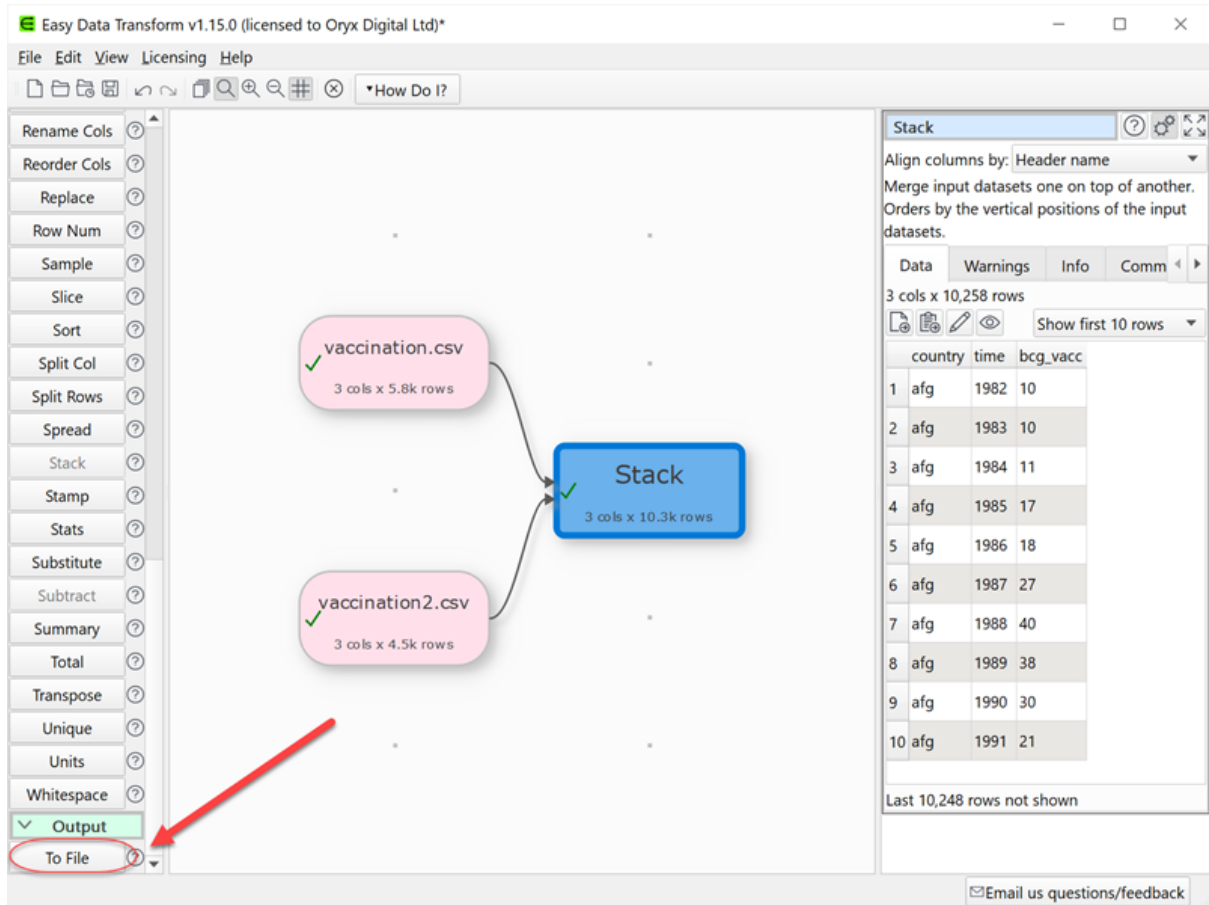 Easy Data Transform v1.15.0 (licensed to Oryx Digital Ltd)*
File Edit View Licensing Help
▾How Do I?
Rename Cols
Reorder Cols
Replace
Row Num
Sample
Slice
Sort
Split Col
Split Rows
Spread
Stack
Stamp
Stats
Substitute
Subtract
Summary
Total
Transpose
Unique
Units
Whitespace
Output
To File
vaccination.csv
3 cols x 5.8k rows
vaccination2.csv
3 cols x 4.5k rows
Stack
3 cols x 10.3k rows
Stack
Align columns by: Header name
Merge input datasets one on top of another.
Orders by the vertical positions of the input
datasets.
Data Warnings Info Comm
3 cols x 10,258 rows
Show first 10 rows
country time bcg_vacc
1 afg 1982 10
2 afg 1983 10
3 afg 1984 11
4 afg 1985 17
5 afg 1986 18
6 afg 1987 27
7 afg 1988 40
8 afg 1989 38
9 afg 1990 30
10 afg 1991 21
Last 10,248 rows not shown
Email us questions/feedback